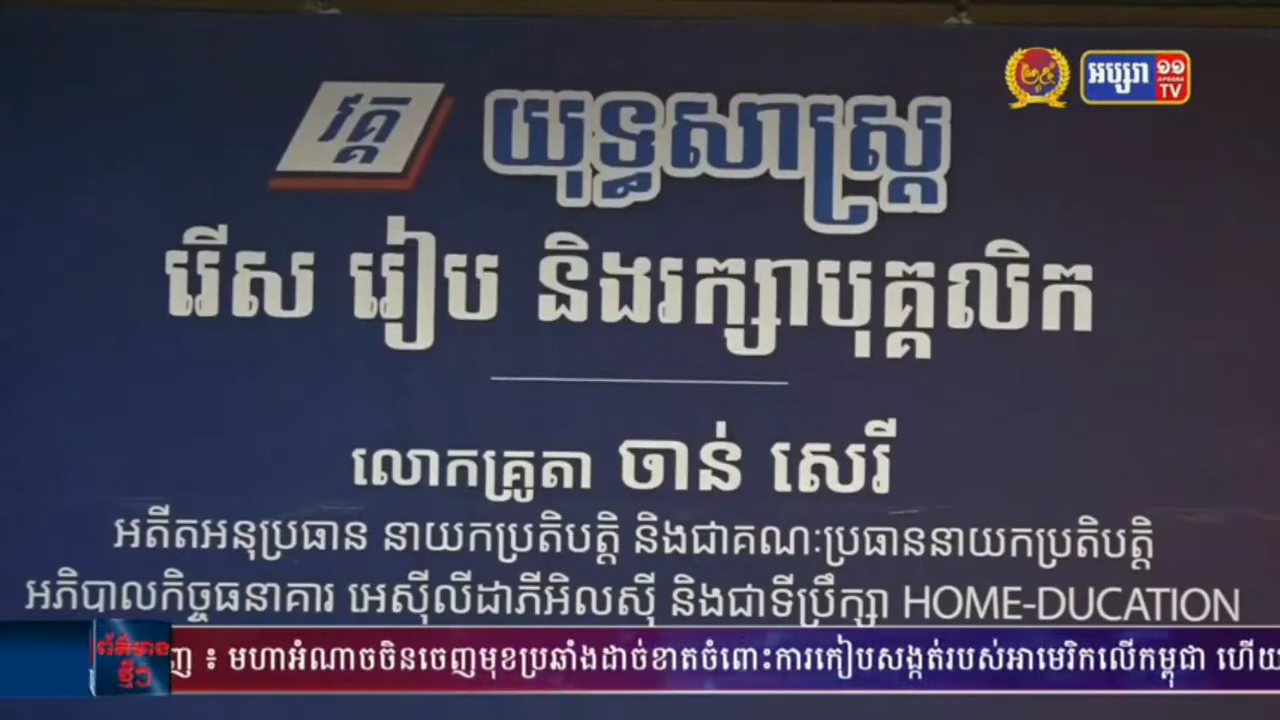 អប្សរា ១១
APSARA
TV
វគ្គ យុទ្ធសាស្ត្រ
រើស រៀប និងរក្សាបុគ្គលិក
លោកគ្រូតា ចាន់ សេរី
អតីតអនុប្រធាន នាយកប្រតិបត្តិ និងជាគណៈប្រធាននាយកប្រតិបត្តិ
អភិបាលកិច្ចធនាគារ អេស៊ីលីដាភីអិលស៊ី និងជាទីប្រឹក្សា HOME-DUCATION
ព័ត៌មាន
ថ្មីៗ
ញ ៖ មហាអំណាចចិនចេញមុខប្រឆាំងដាច់ខាតចំពោះការកៀបសង្កត់របស់អាមេរិកលើកម្ពុជា ហើយ